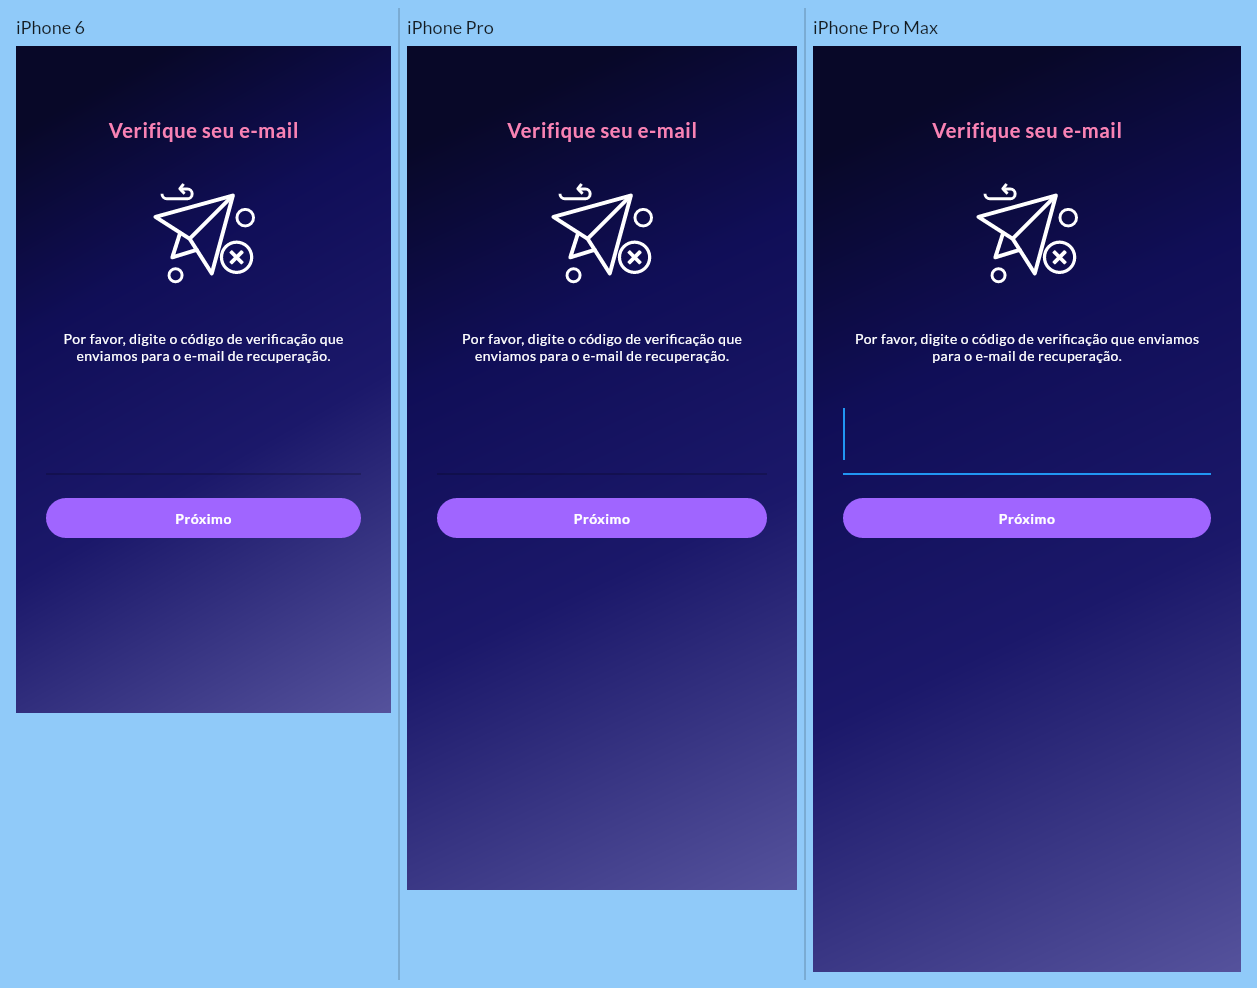 iPhone 6
Verifique seu e-mail
Por favor, digite o código de verificação que
enviamos para o e-mail de recuperação.
Próximo
iPhone Pro
Verifique seu e-mail
Por favor, digite o código de verificação que
enviamos para o e-mail de recuperação.
Próximo
iPhone Pro Max
Verifique seu e-mail
Por favor, digite o código de verificação que enviamos
para o e-mail de recuperação.
Próximo